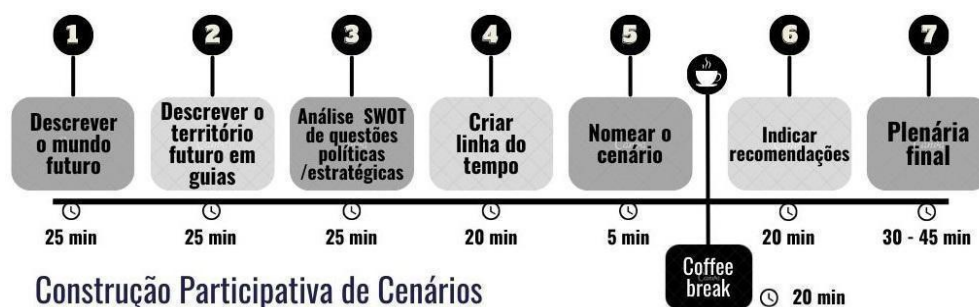 1
2
3
4
5
6
7
Descrever
o mundo
futuro
Descrever o
território
futuro em
guias
Análise SWOT
de questões
políticas
/estratégicas
Criar
linha do
tempo
Nomear o
cenário
Indicar
recomendações
Plenária
final
25 min
25 min
25 min
20 min
5 min
20 min
30 - 45 min
Coffee
break
20 min
Construção Participativa de Cenários